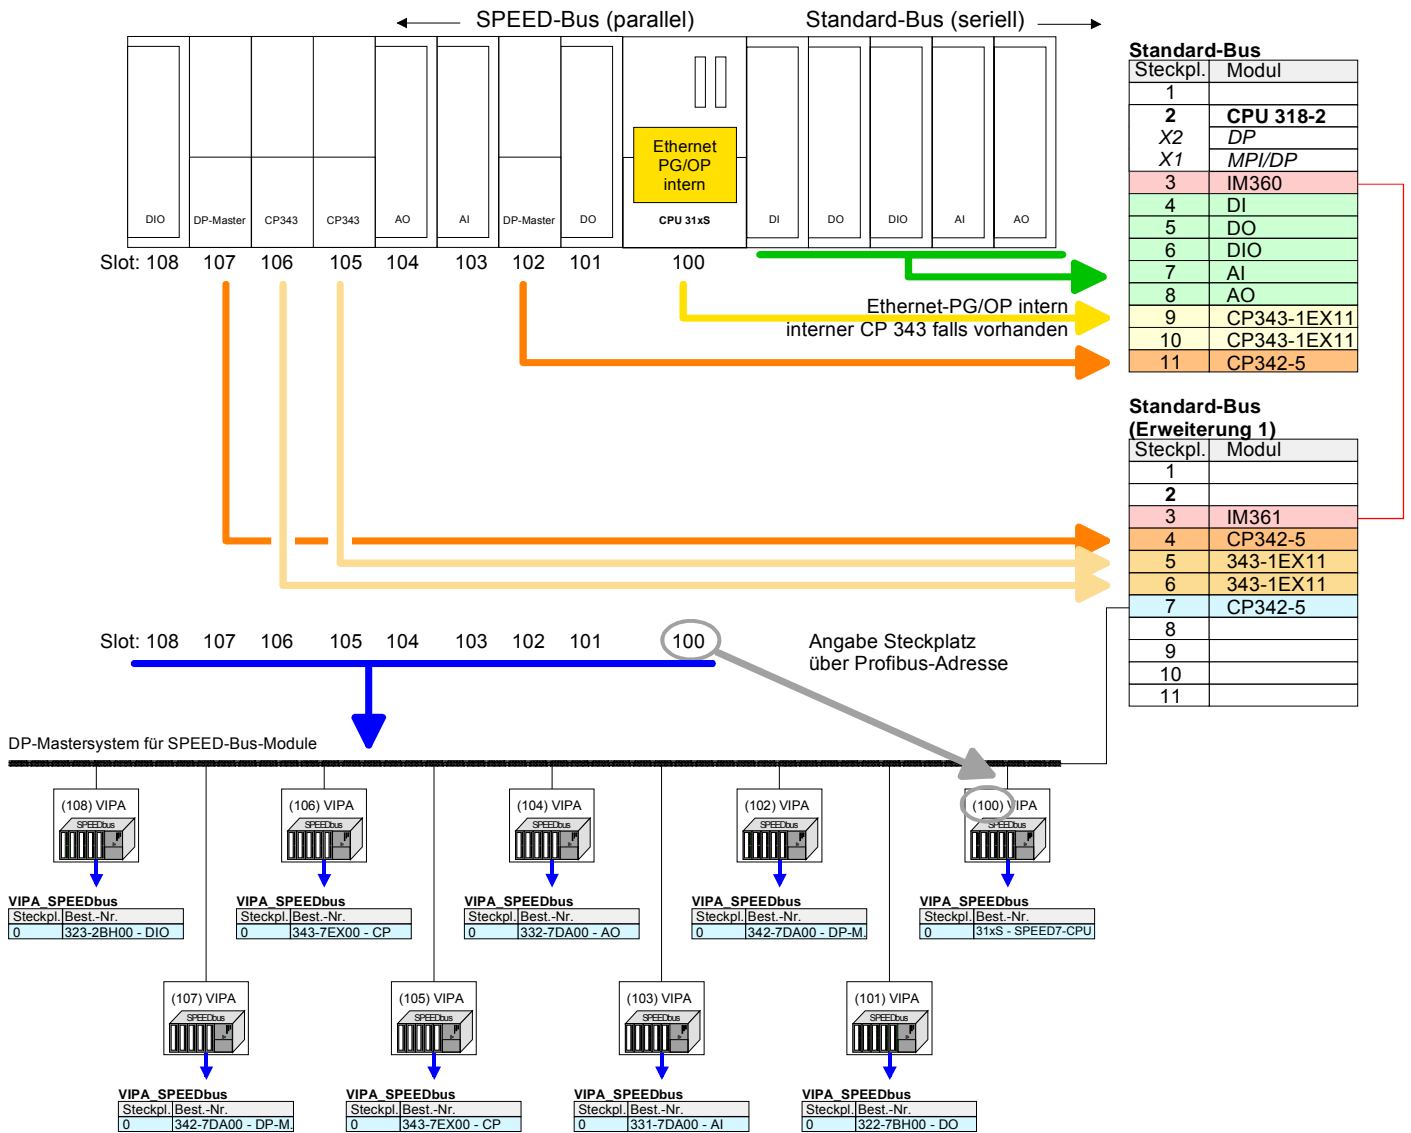 SPEED-Bus (parallel) Standard-Bus (seriell)
Ethernet
PG/OP
intern
DIO DP-Master CP343 CP343 AO AI DP-Master DO CPU 31xS DI DO DIO AI AO
Slot: 108 107 106 105 104 103 102 101 100
Ethernet-PG/OP intern
interner CP 343 falls vorhanden
Standard-Bus
Steckpl. Modul
1
2 CPU 318-2
X2 DP
X1 MPI/DP
3 IM360
4 DI
5 DO
6 DIO
7 AI
8 AO
9 CP343-1EX11
10 CP343-1EX11
11 CP342-5
Standard-Bus
(Erweiterung 1)
Steckpl. Modul
1
2
3 IM361
4 CP342-5
5 343-1EX11
6 343-1EX11
7 CP342-5
8
9
10
11
Slot: 108 107 106 105 104 103 102 101 100
Angabe Steckplatz
über Profibus-Adresse
DP-Mastersystem für SPEED-Bus-Module
(108) VIPA
SPEEDbus
VIPA_SPEEDbus
Steckpl. Best.-Nr.
0 323-2BH00 - DIO
(106) VIPA
SPEEDbus
VIPA_SPEEDbus
Steckpl. Best.-Nr.
0 343-7EX00 - CP
(104) VIPA
SPEEDbus
VIPA_SPEEDbus
Steckpl. Best.-Nr.
0 332-7DA00 - AO
(102) VIPA
SPEEDbus
VIPA_SPEEDbus
Steckpl. Best.-Nr.
0 342-7DA00 - DP-M.
(100) VIPA
SPEEDbus
VIPA_SPEEDbus
Steckpl. Best.-Nr.
0 31xS - SPEED7-CPU
(107) VIPA
SPEEDbus
VIPA_SPEEDbus
Steckpl. Best.-Nr.
0 342-7DA00 - DP-M.
(105) VIPA
SPEEDbus
VIPA_SPEEDbus
Steckpl. Best.-Nr.
0 343-7EX00 - CP
(103) VIPA
SPEEDbus
VIPA_SPEEDbus
Steckpl. Best.-Nr.
0 331-7DA00 - AI
(101) VIPA
SPEEDbus
VIPA_SPEEDbus
Steckpl. Best.-Nr.
0 322-7BH00 - DO